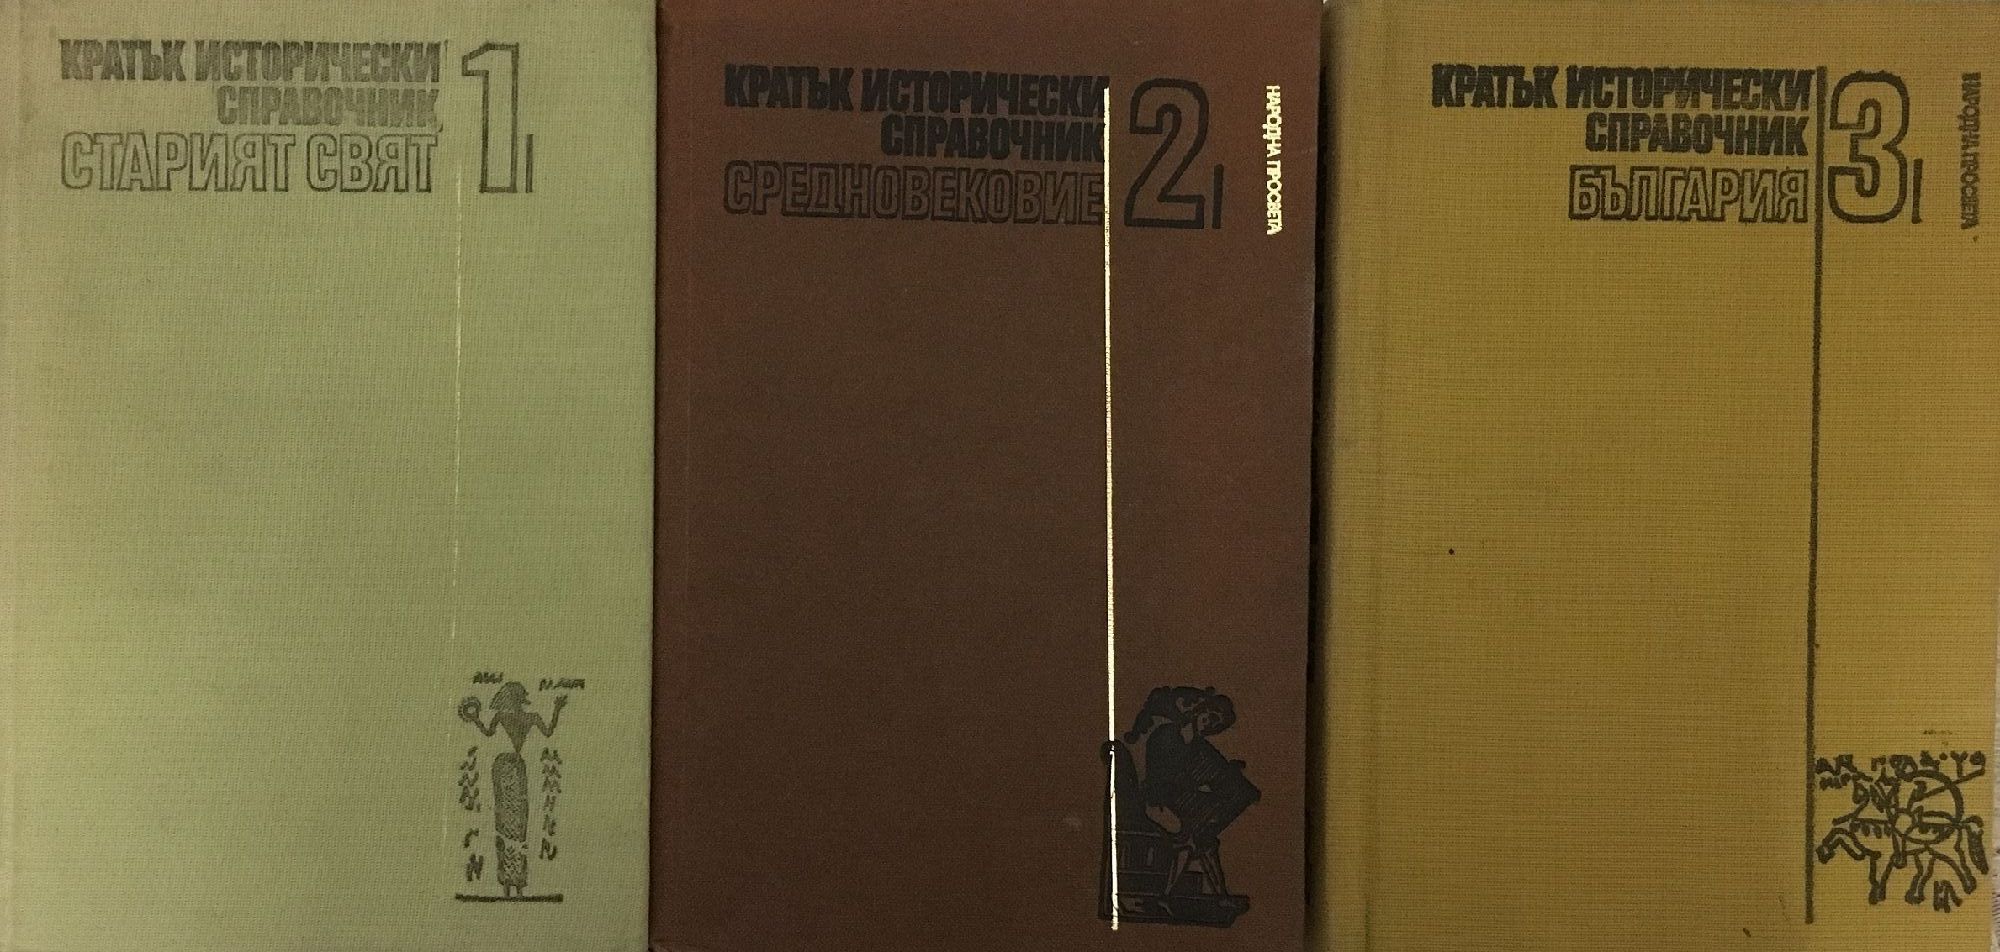 КРАТЪК ИСТОРИЧЕСКИ
СПРАВОЧНИК
СТАРИЯТ СВЯТ
1
КРАТЪК ИСТОРИЧЕСКИ
СПРАВОЧНИК
СРЕДНОВЕКОВИЕ
2
НАРОДНА ПРОСВЕТА
КРАТЪК ИСТОРИЧЕСКИ
СПРАВОЧНИК
БЪЛГАРИЯ
3
НАРОДНА ПРОСВЕТА